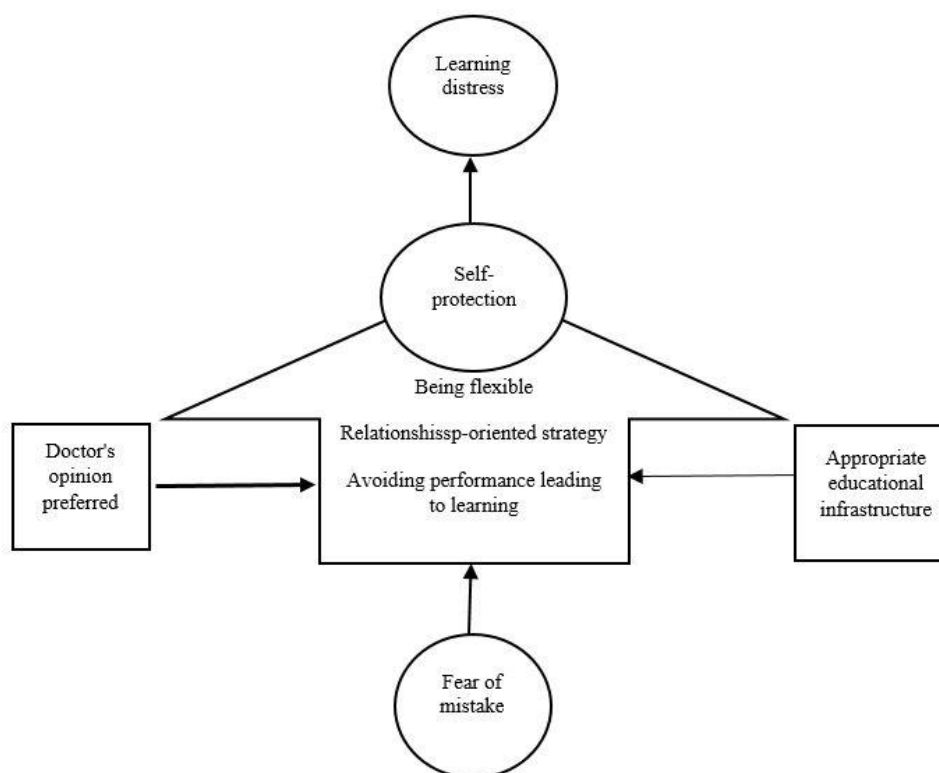 Learning
distress
Self-
protection
Being flexible
Relationshissp-oriented strategy
Avoiding performance leading
to learning
Doctor's
opinion
preferred
Appropriate
educational
infrastructure
Fear of
mistake